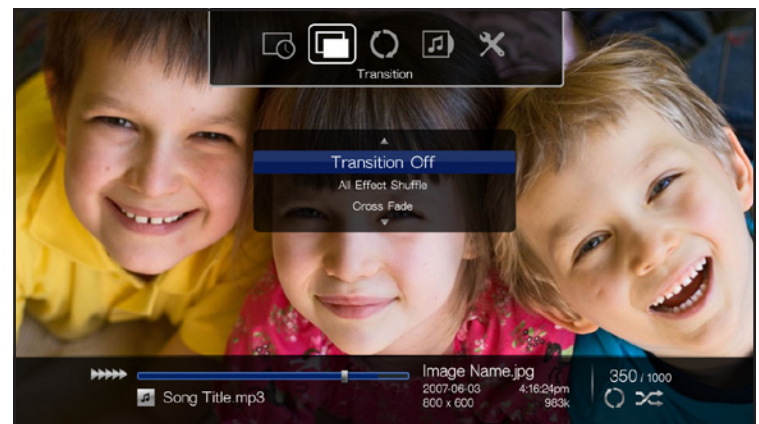 Transition
Transition Off
All Effect Shuffle
Cross Fade
Image Name.jpg
350 / 1000
2007-06-03 4:16:24pm
Song Title.mp3
800 x 600 983k